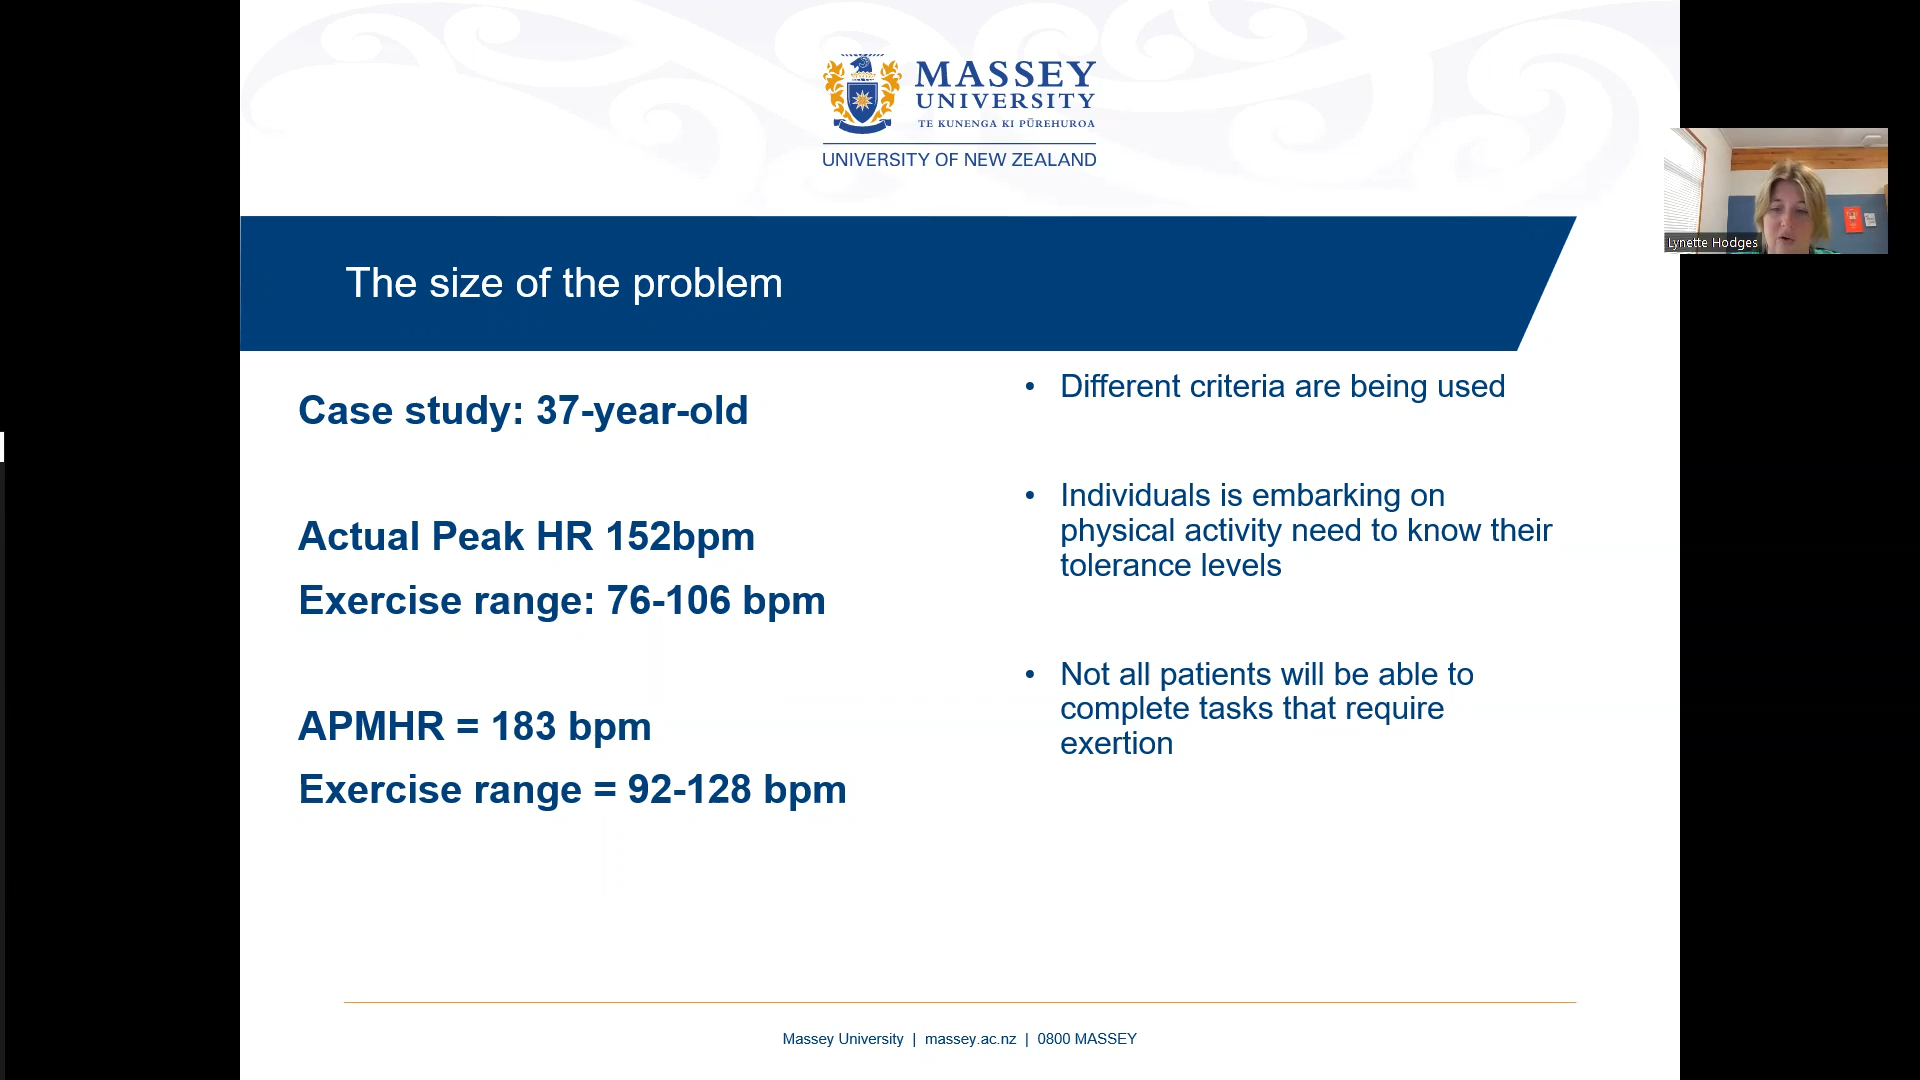 MASSEY
UNIVERSITY
TE KUNENGA KI PŪREHUROA
UNIVERSITY OF NEW ZEALAND
Lynette Hodges
The size of the problem
Case study: 37-year-old
Actual Peak HR 152bpm
Exercise range: 76-106 bpm
APMHR = 183 bpm
Exercise range = 92-128 bpm
• Different criteria are being used
• Individuals is embarking on
physical activity need to know their
tolerance levels
• Not all patients will be able to
complete tasks that require
exertion
Massey University | massey.ac.nz | 0800 MASSEY